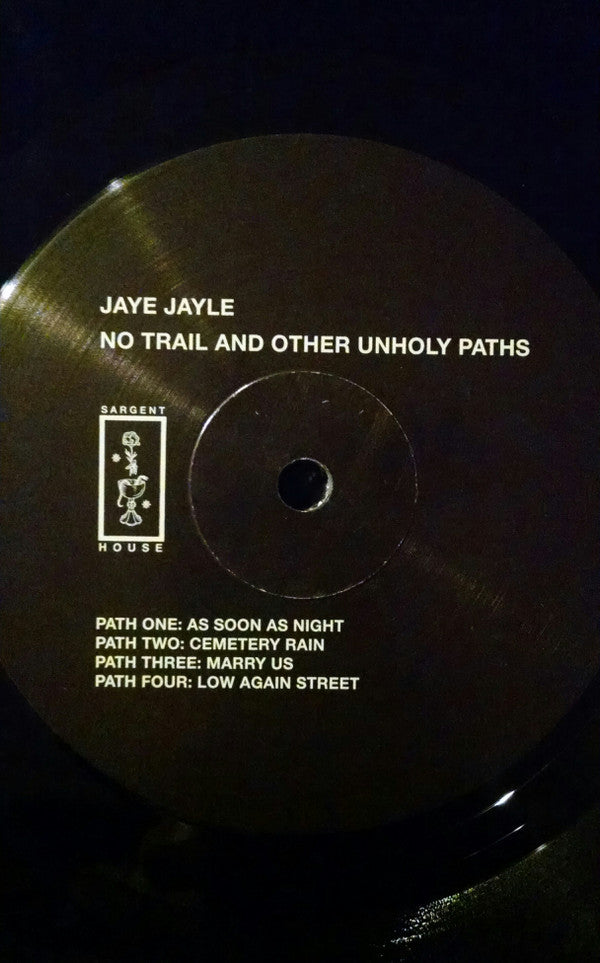 JAYE JAYLE
NO TRAIL AND OTHER UNHOLY PATHS
SARGENT
HOUSE
PATH ONE: AS SOON AS NIGHT
PATH TWO: CEMETERY RAIN
PATH THREE: MARRY US
PATH FOUR: LOW AGAIN STREET